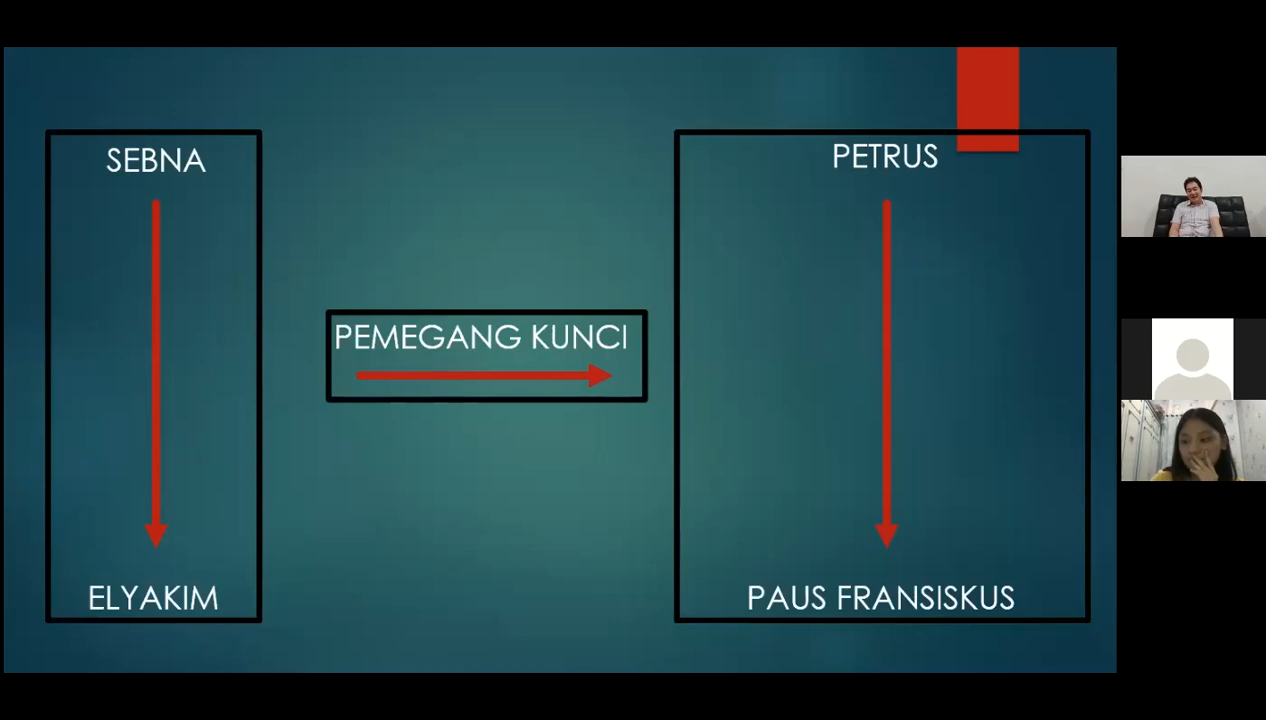 SEBNA
ELYAKIM
PEMEGANG KUNCI
PETRUS
PAUS FRANSISKUS